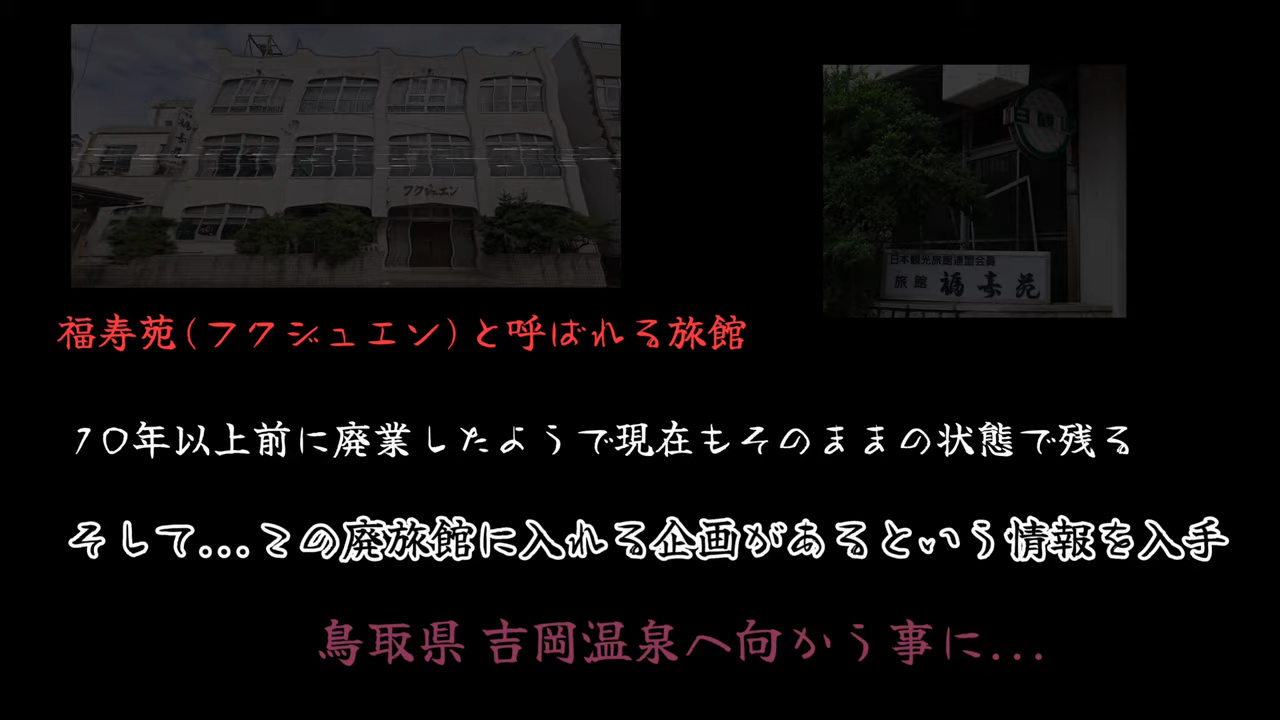 フクジュエン
日本観光旅館連盟会員
旅館 福寿苑
福寿苑(フクジュエン)と呼ばれる旅館
10年以上前に廃業したようで現在もそのままの状態で残る
そして...この廃旅館に入れる企画があるという情報を入手
鳥取県 吉岡温泉へ向かう事に...